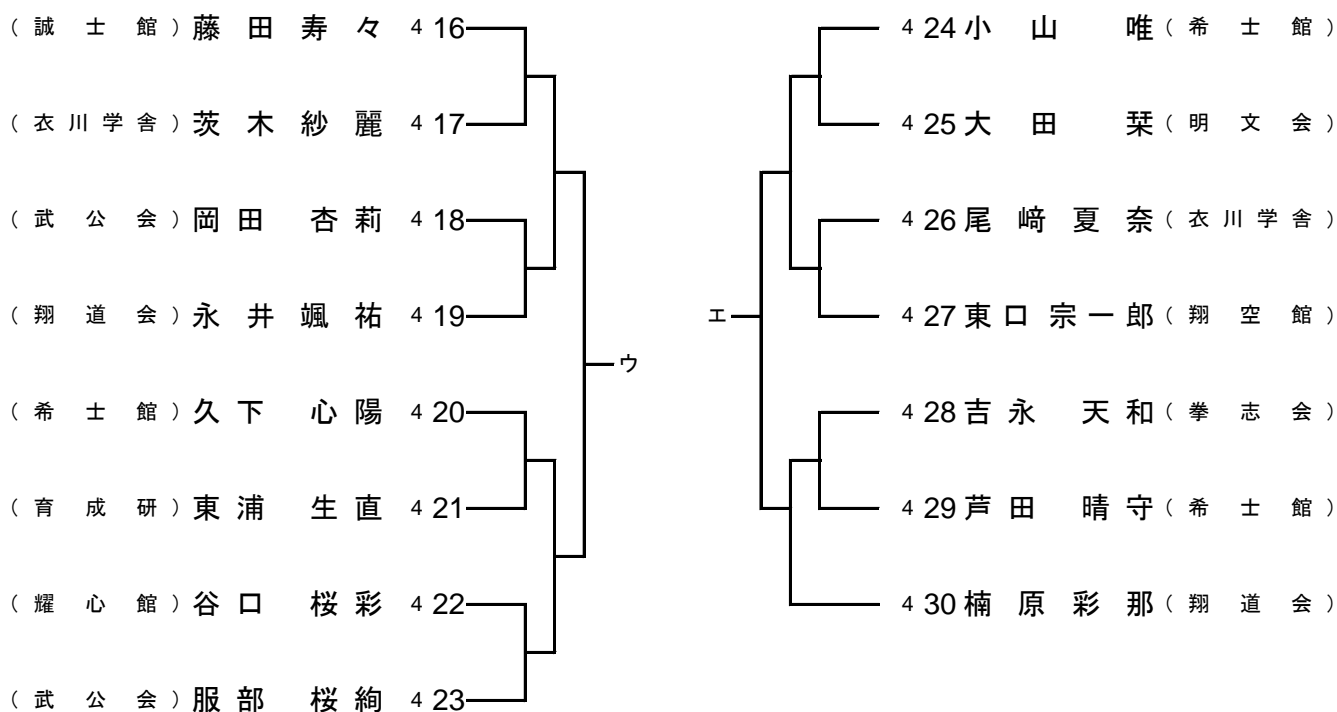 （誠士館）藤田寿々 4 16
（衣川学舎）茨木紗麗 4 17
（武公会）岡田杏莉 4 18
（翔道会）永井颯祐 4 19
ウ
（希士館）久下心陽 4 20
（育成研）東浦生直 4 21
（耀心館）谷口桜彩 4 22
（武公会）服部桜絢 4 23
4 24 小山唯（希士館）
4 25 大田栞（明文会）
4 26 尾﨑夏奈（衣川学舎）
エ
4 27 東口宗一郎（翔空館）
4 28 吉永天和（拳志会）
4 29 芦田晴守（希士館）
4 30 楠原彩那（翔道会）